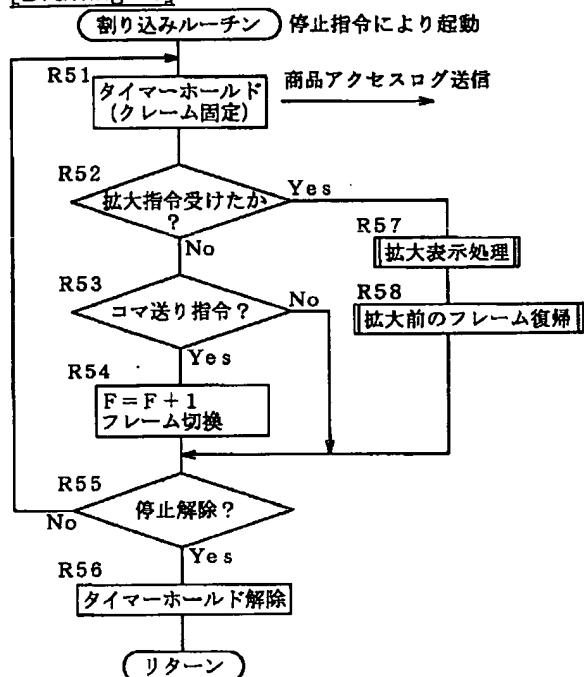 割り込みルーチン 停止指令により起動
R51
タイマーホールド
(クレーム固定)
商品アクセスログ送信
R52
拡大指令受けたか
?
Yes
No
R57
拡大表示処理
R53
コマ送り指令?
No
Yes
R58
拡大前のフレーム復帰
R54
F=F+1
フレーム切換
R55
停止解除?
No
Yes
R56
タイマーホールド解除
リターン